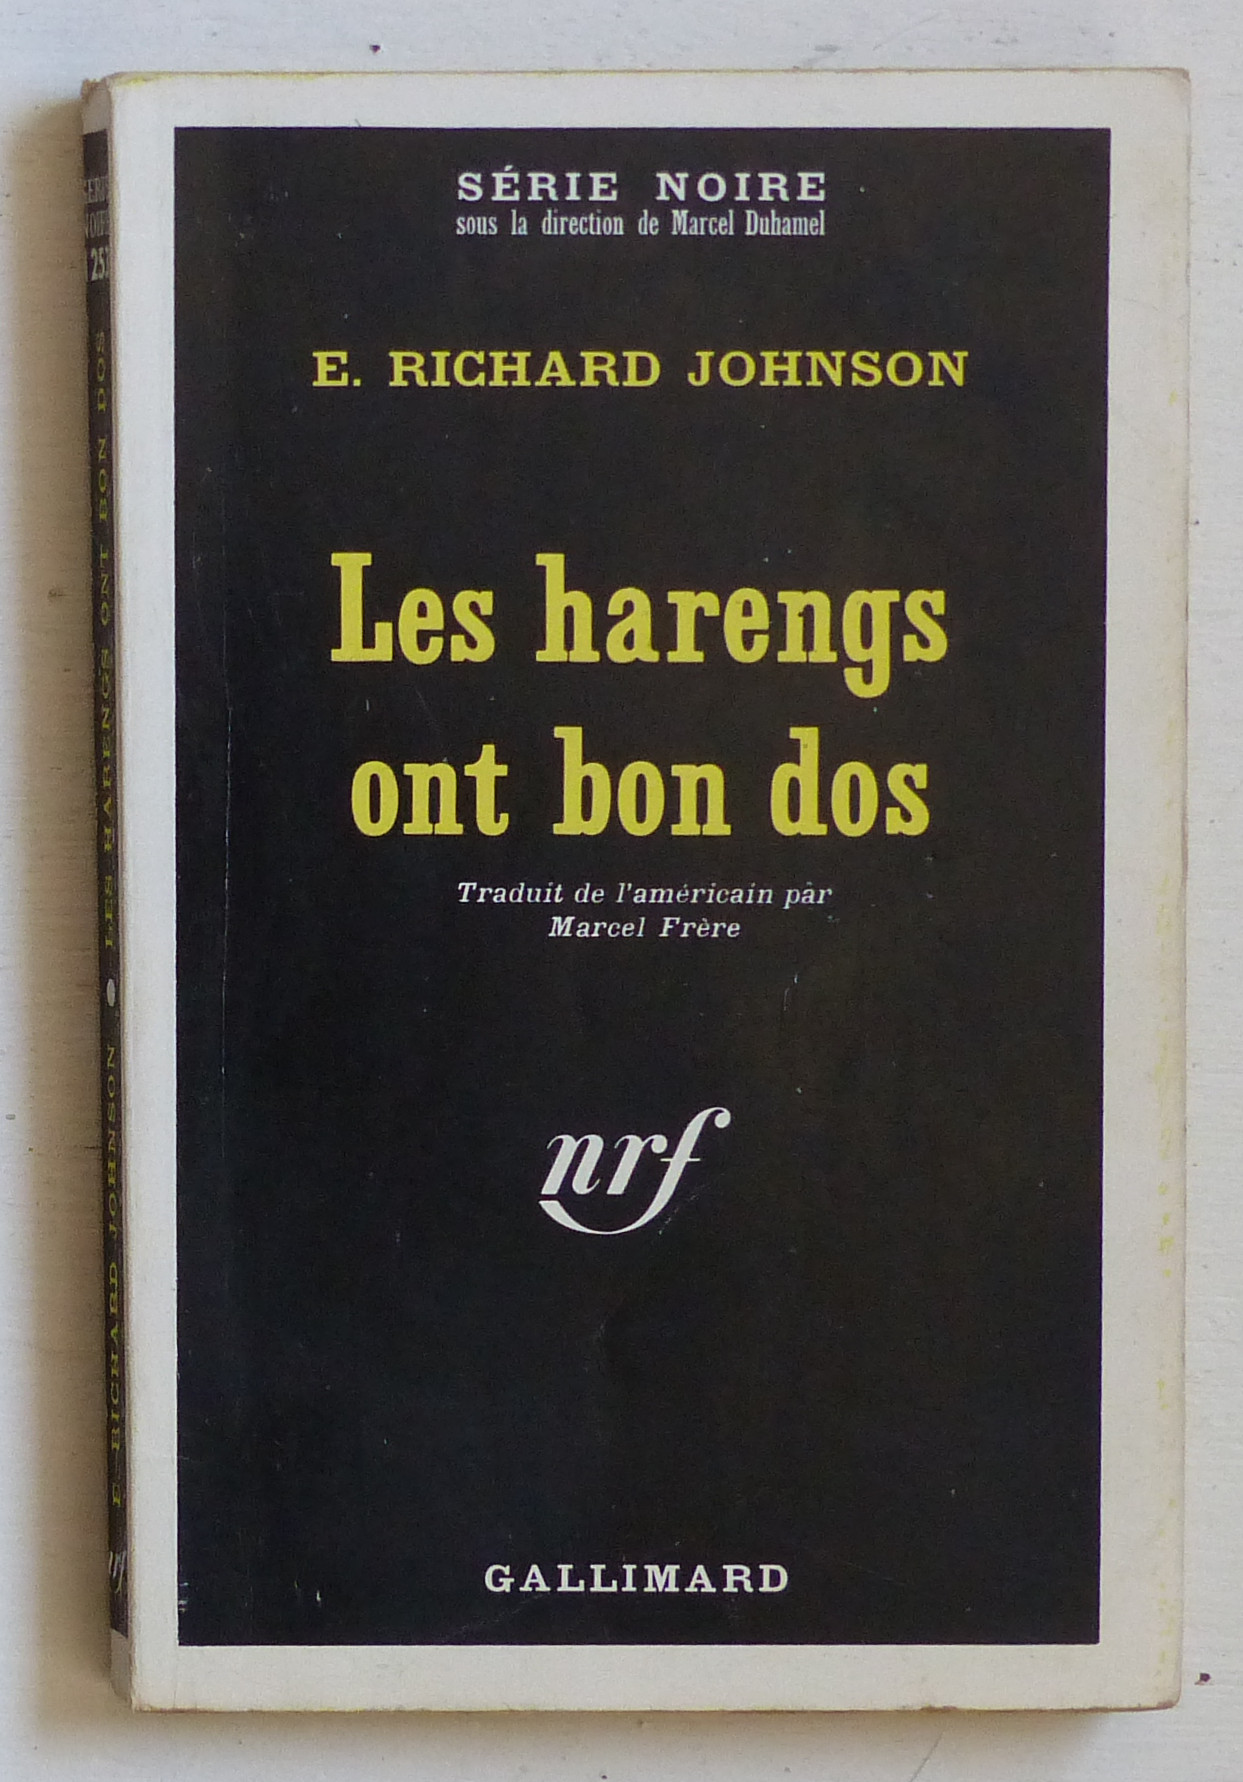 SÉRIE NOIRE
sous la direction de Marcel Duhamel
E. RICHARD JOHNSON
Les harengs
ont bon dos
Traduit de l'américain par
Marcel Frère
nrf
GALLIMARD
E. RICHARD JOHNSON • LES HARENGS ONT BON DOS
nrf